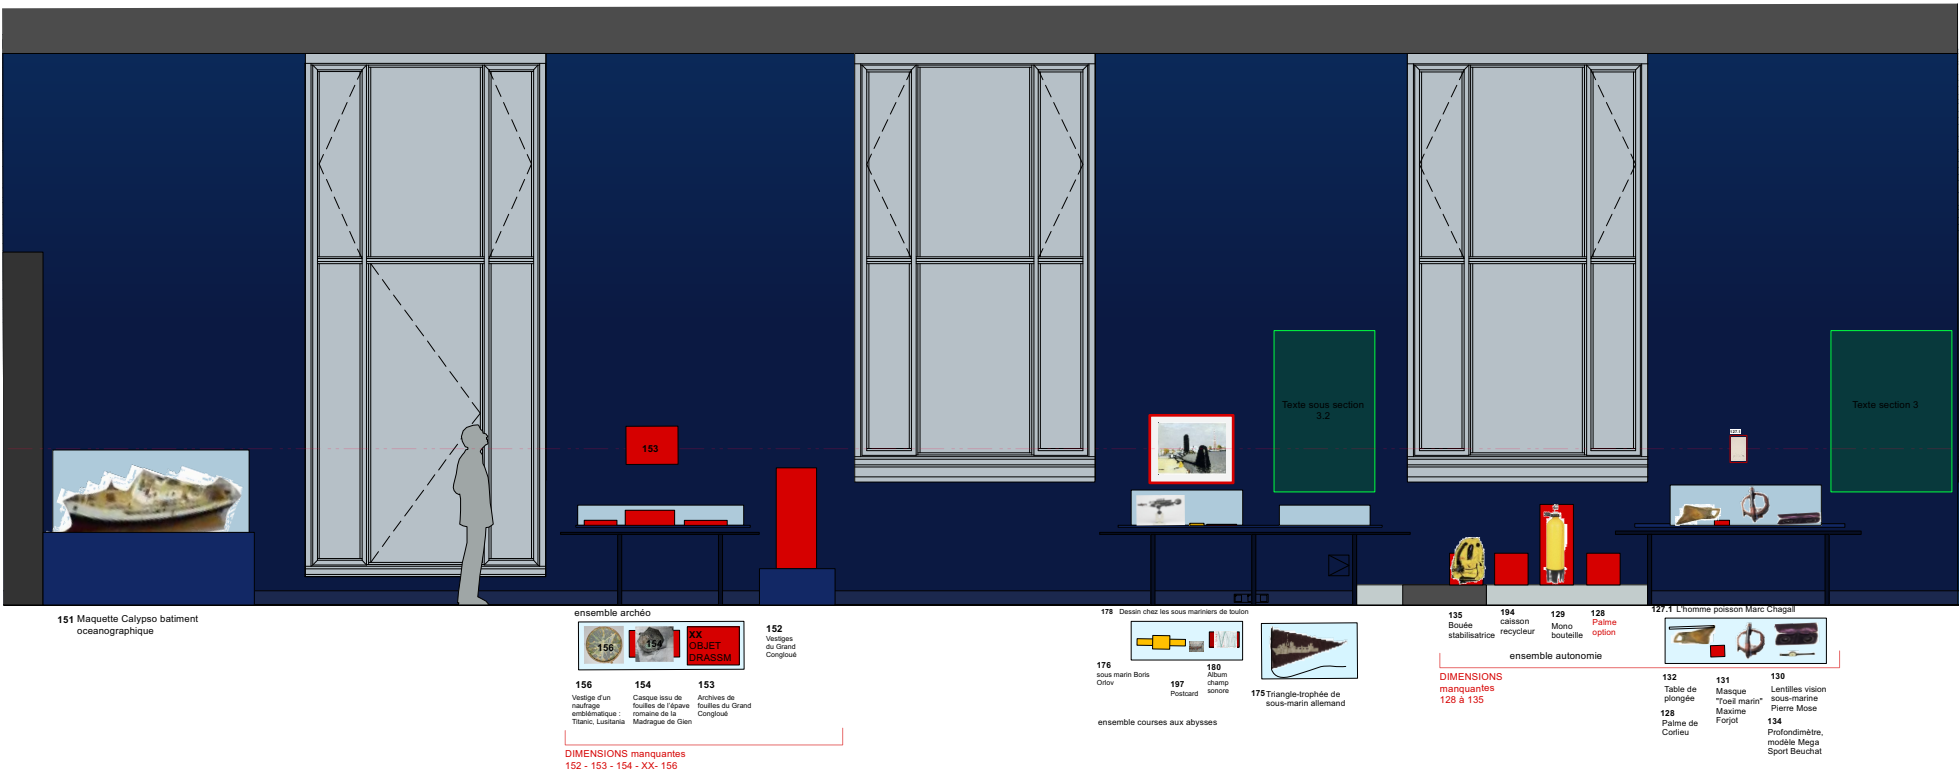 153
Texte sous section
3.2
Texte section 3
127.1
151 Maquette Calypso batiment
oceanographique
ensemble archéo
156
154
XX
OBJET
DRASSM
152
Vestiges
du Grand
Congloué
156
Vestige d'un
naufrage
emblématique :
Titanic, Lusitania
154
Casque issu de
fouilles de l'épave
romaine de la
Madrague de Gien
153
Archives de
fouilles du Grand
Congloué
DIMENSIONS manquantes
152 - 153 - 154 - XX- 156
178 Dessin chez les sous mariniers de toulon
176
sous marin Boris
Orlov
197
Postcard
180
Album
champ
sonore
175 Triangle-trophée de
sous-marin allemand
ensemble courses aux abysses
135
Bouée
stabilisatrice
194
caisson
recycleur
129
Mono
bouteille
128
Palme
option
ensemble autonomie
DIMENSIONS
manquantes
128 à 135
127.1 L'homme poisson Marc Chagall
132
Table de
plongée
128
Palme de
Corlieu
131
Masque
"l'oeil marin"
Maxime
Forjot
130
Lentilles vision
sous-marine
Pierre Mose
134
Profondimètre,
modèle Mega
Sport Beuchat